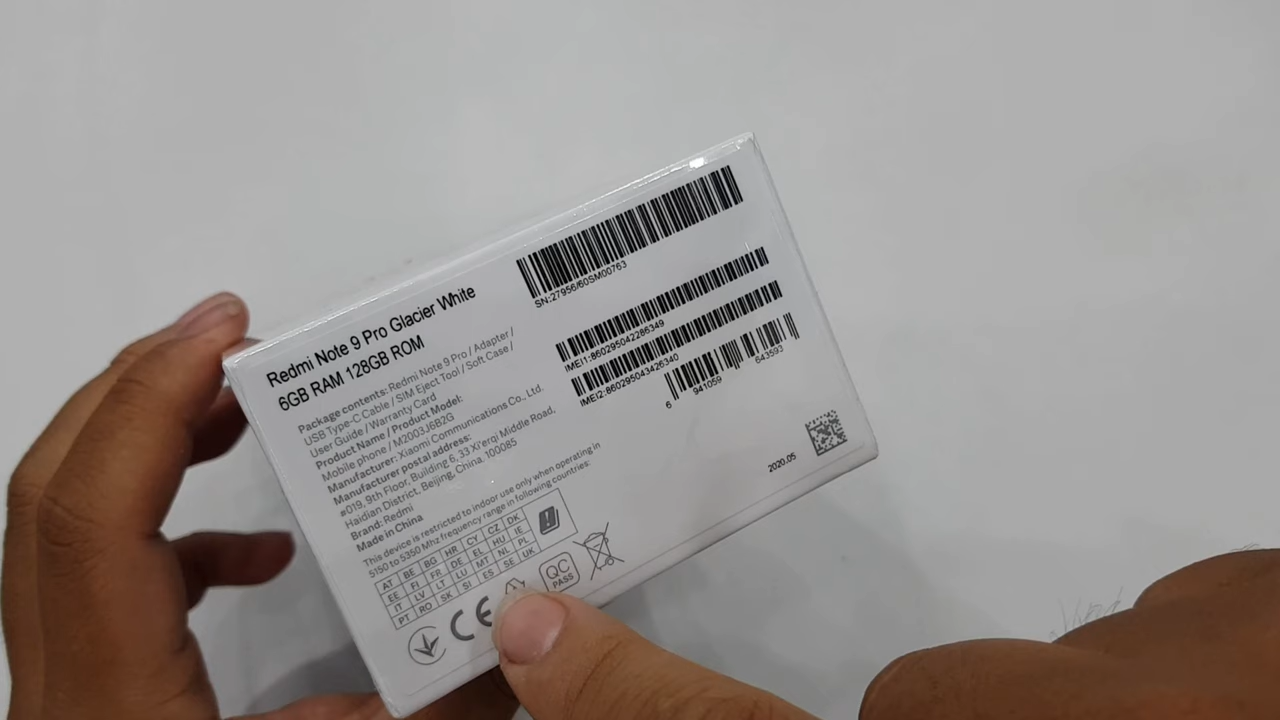 Redmi Note 9 Pro Glacier White
6GB RAM 128GB ROM
Package contents: Redmi Note 9 Pro / Adapter /
USB Type-C Cable / SIM Eject Tool / Soft Case /
User Guide / Warranty Card
Product Name / Product Model:
Mobile phone / M2003J6B2G
Manufacturer: Xiaomi Communications Co., Ltd.
Manufacturer postal address:
#019, 9th Floor, Building 6, 33 Xi'erqi Middle Road,
Haidian District, Beijing, China, 100085
Brand: Redmi
Made in China
This device is restricted to indoor use only when operating in
5150 to 5350 Mhz frequency range in following countries:
AT BE BG HR CY CZ DK
EE FI FR DE EL HU IE
IT LV LT LU MT NL PL
PT RO SK SI ES SE UK
CE
QC
PASS
SN:27956/60SM00763
IMEI1:860295042286349
IMEI2:860295043426340
6 941059 643593
2020.05